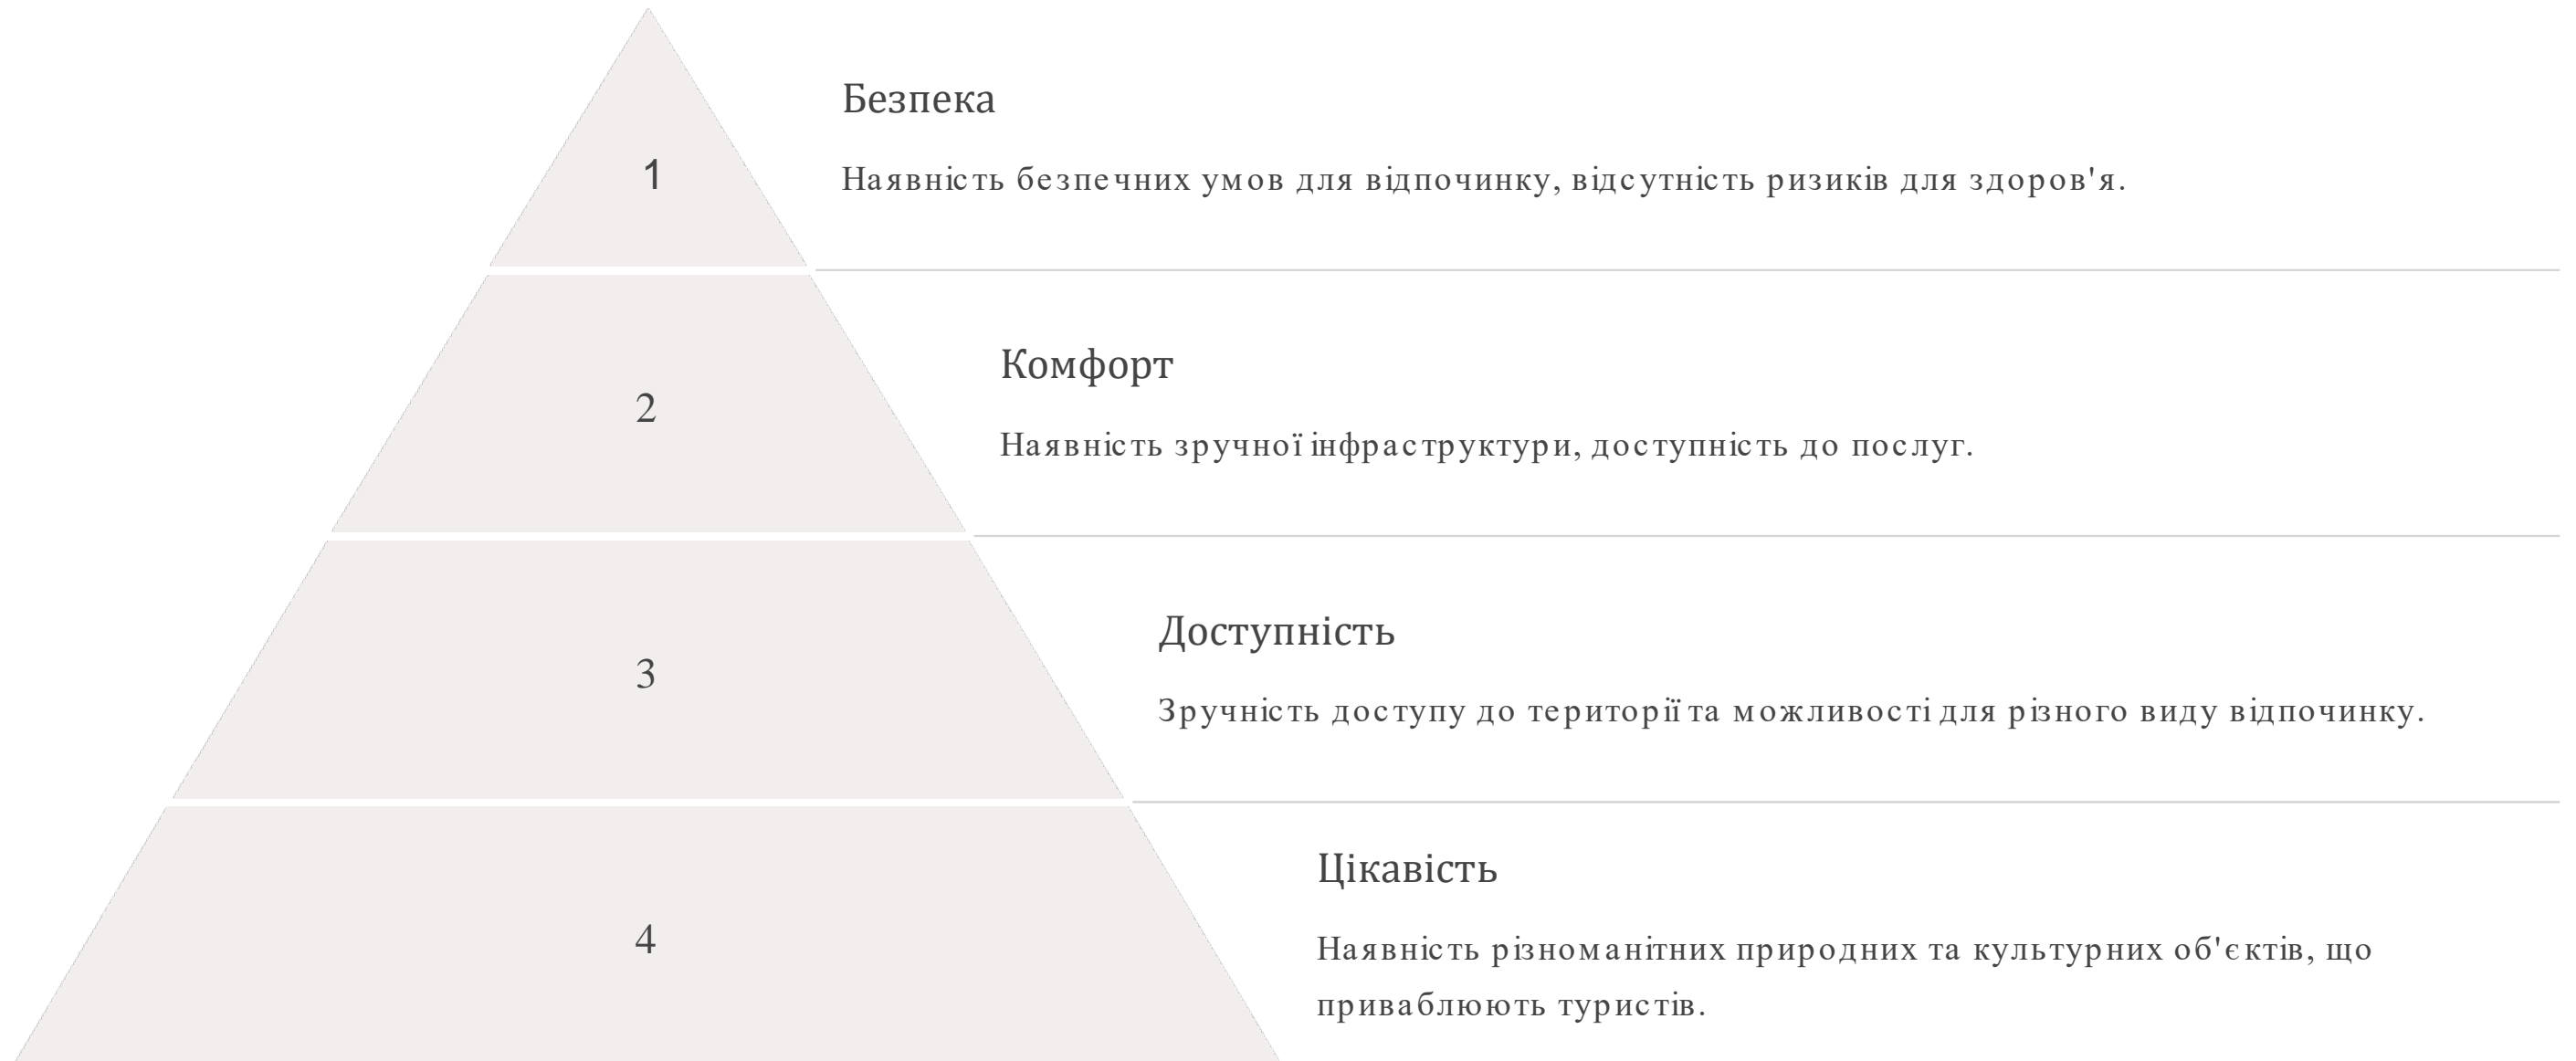 1
Безпека
Наявність безпечних умов для відпочинку, відсутність ризиків для здоров'я.
2
Комфорт
Наявність зручної інфраструктури, доступність до послуг.
3
Доступність
Зручність доступу до території та можливості для різного виду відпочинку.
4
Цікавість
Наявність різноманітних природних та культурних об'єктів, що
приваблюють туристів.